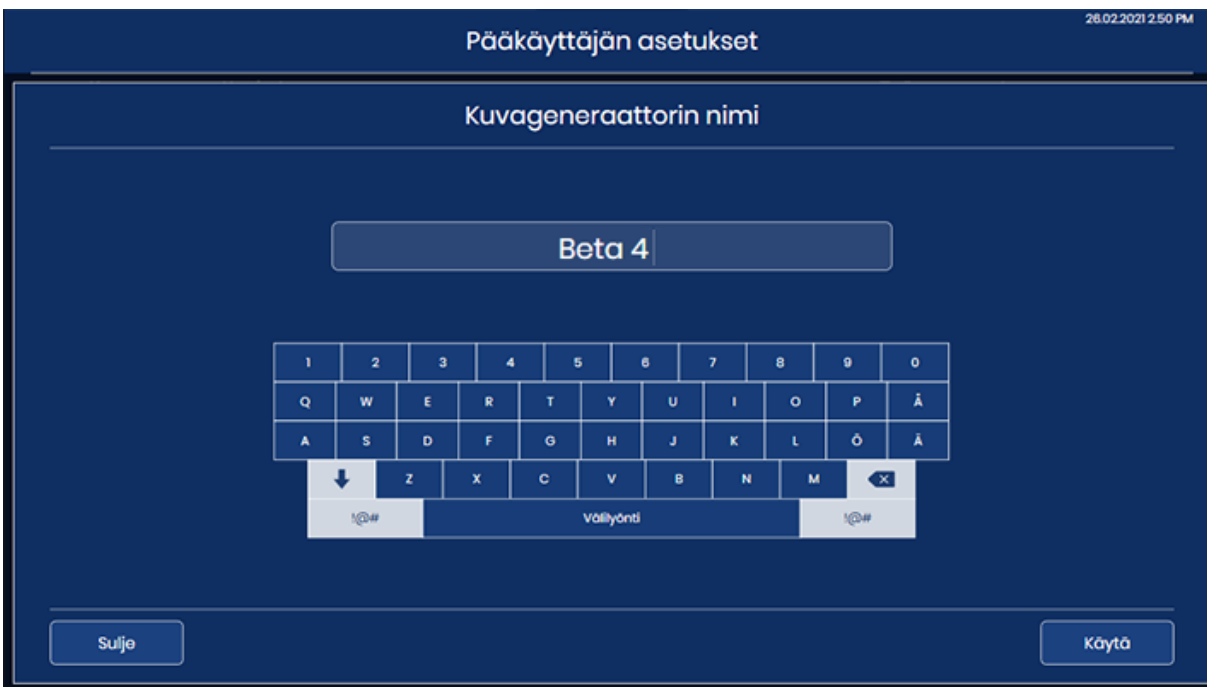 26.02.2021 2.50 PM
Pääkäyttäjän asetukset
Kuvageneraattorin nimi
Beta 4
1 2 3 4 5 6 7 8 9 0
Q W E R T Y U I O P Å
A S D F G H J K L Ö Ä
Z X C V B N M
!@# Välilyönti !@#
Sulje Käytä